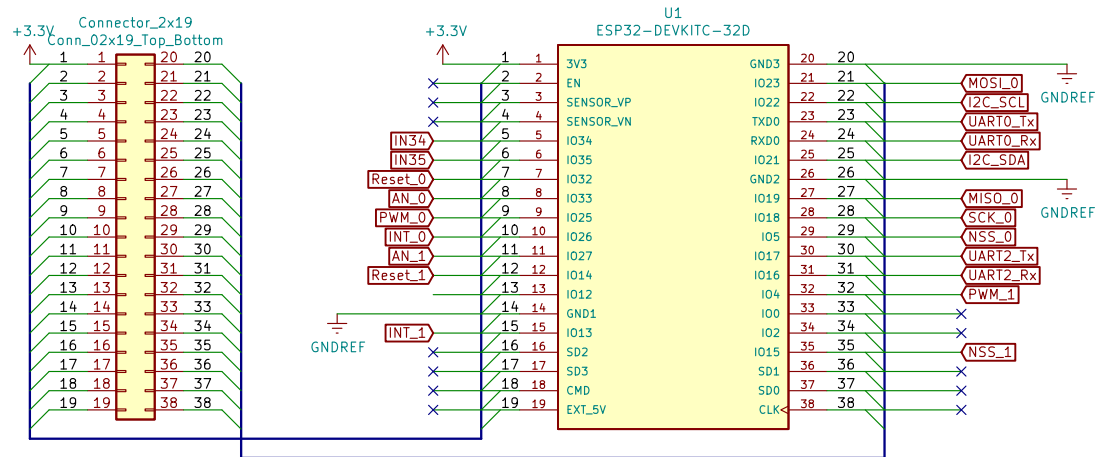 Connector_2x19
Conn_02x19_Top_Bottom
+3.3V
1 1 20 20
2 2 21 21
3 3 22 22
4 4 23 23
5 5 24 24
6 6 25 25
7 7 26 26
8 8 27 27
9 9 28 28
10 10 29 29
11 11 30 30
12 12 31 31
13 13 32 32
14 14 33 33
15 15 34 34
16 16 35 35
17 17 36 36
18 18 37 37
19 19 38 38
U1
ESP32-DEVKITC-32D
+3.3V
1 1 3V3 GND3 20 20
GNDREF
2 2 EN IO23 21 21 MOSI_0
3 3 SENSOR_VP IO22 22 22 I2C_SCL
4 4 SENSOR_VN TXD0 23 23 UART0_Tx
IN34 5 5 IO34 RXD0 24 24 UART0_Rx
IN35 6 6 IO35 IO21 25 25 I2C_SDA
Reset_0 7 7 IO32 GND2 26 26
GNDREF
AN_0 8 8 IO33 IO19 27 27 MISO_0
PWM_0 9 9 IO25 IO18 28 28 SCK_0
INT_0 10 10 IO26 IO5 29 29 NSS_0
AN_1 11 11 IO27 IO17 30 30 UART2_Tx
Reset_1 12 12 IO14 IO16 31 31 UART2_Rx
13 13 IO12 IO4 32 32 PWM_1
14 14 GND1 IO0 33 33
GNDREF
INT_1 15 15 IO13 IO2 34 34
16 16 SD2 IO15 35 35 NSS_1
17 17 SD3 SD1 36 36
18 18 CMD SD0 37 37
19 19 EXT_5V CLK 38 38